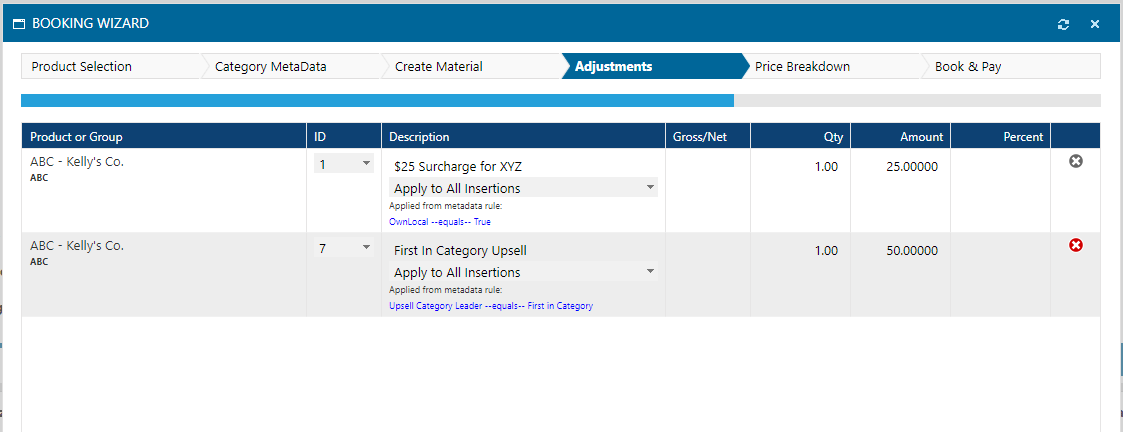 BOOKING WIZARD
Product Selection Category MetaData Create Material Adjustments Price Breakdown Book & Pay
Product or Group ID Description Gross/Net Qty Amount Percent
ABC - Kelly's Co. 1 $25 Surcharge for XYZ 1.00 25.00000
ABC
Apply to All Insertions
Applied from metadata rule:
OwnLocal --equals-- True
ABC - Kelly's Co. 7 First In Category Upsell 1.00 50.00000
ABC
Apply to All Insertions
Applied from metadata rule:
Upsell Category Leader --equals-- First in Category